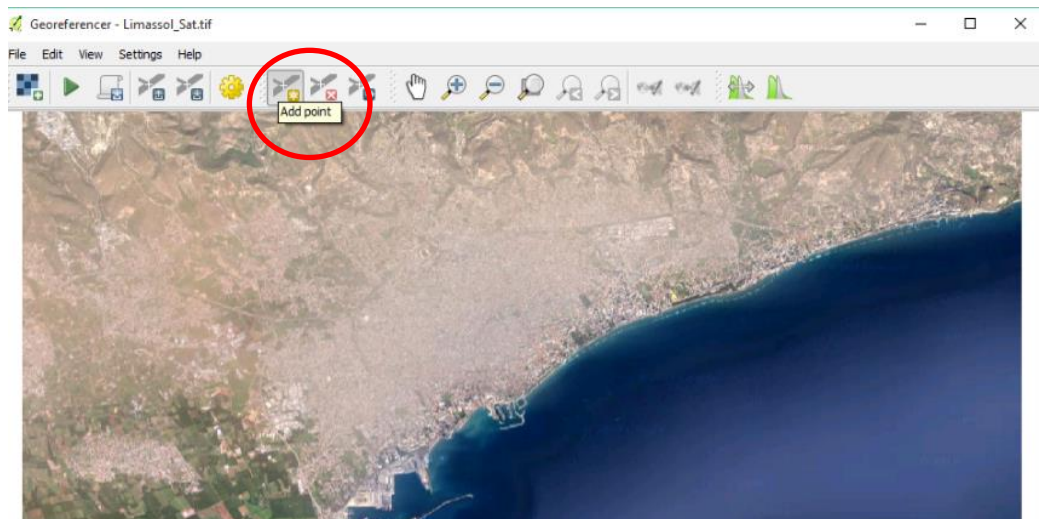 Georeferencer - Limassol_Sat.tif
File Edit View Settings Help
Add point